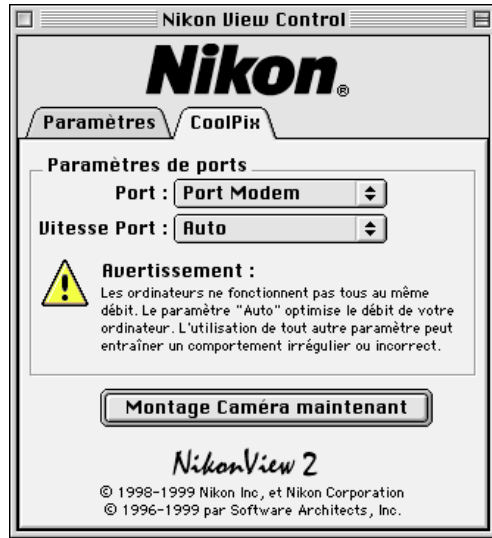 Nikon View Control
Nikon®
Paramètres
CoolPix
Paramètres de ports
Port : Port Modem
Vitesse Port : Auto
Avertissement :
Les ordinateurs ne fonctionnent pas tous au même
débit. Le paramètre "Auto" optimise le débit de votre
ordinateur. L'utilisation de tout autre paramètre peut
entraîner un comportement irrégulier ou incorrect.
Montage Caméra maintenant
NikonView 2
© 1998-1999 Nikon Inc, et Nikon Corporation
© 1996-1999 par Software Architects, Inc.